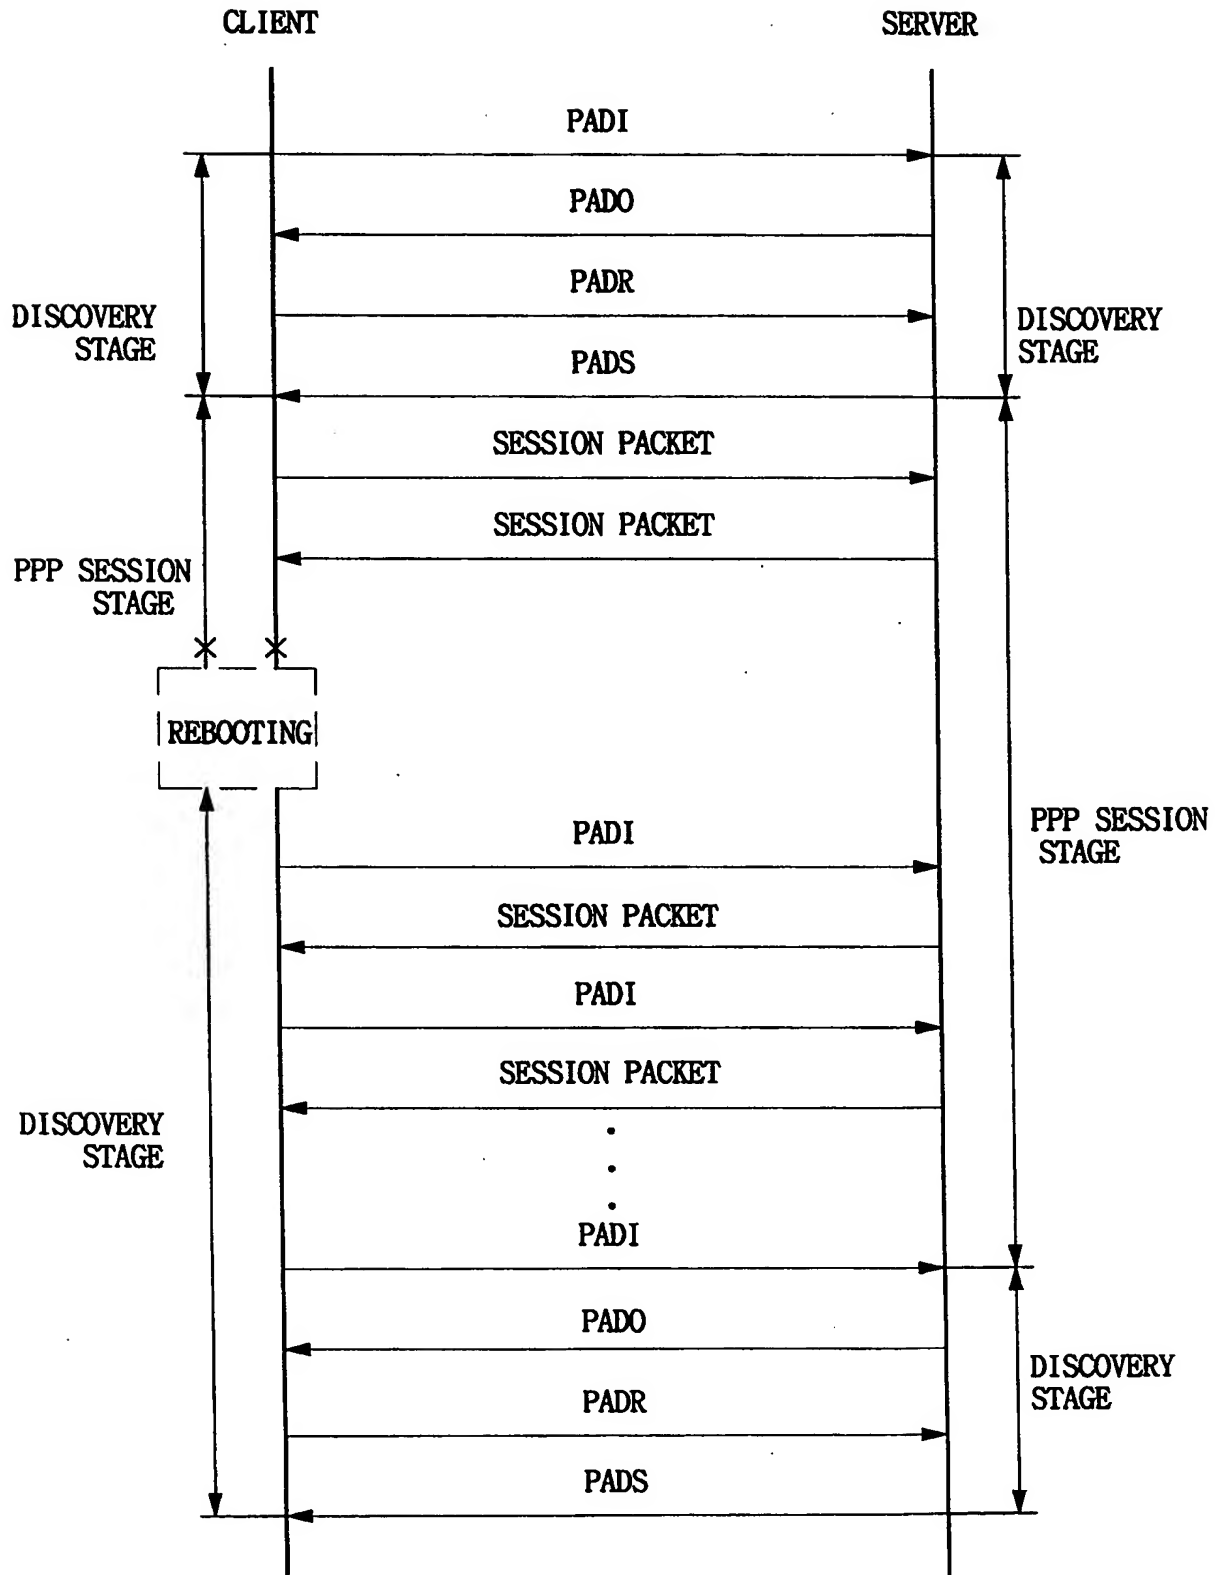 CLIENT
SERVER
PADI
PADO
PADR
DISCOVERY
STAGE
DISCOVERY
STAGE
PADS
SESSION PACKET
SESSION PACKET
PPP SESSION
STAGE
REBOOTING
PADI
PPP SESSION
STAGE
SESSION PACKET
PADI
SESSION PACKET
DISCOVERY
STAGE
PADI
PADO
DISCOVERY
STAGE
PADR
PADS